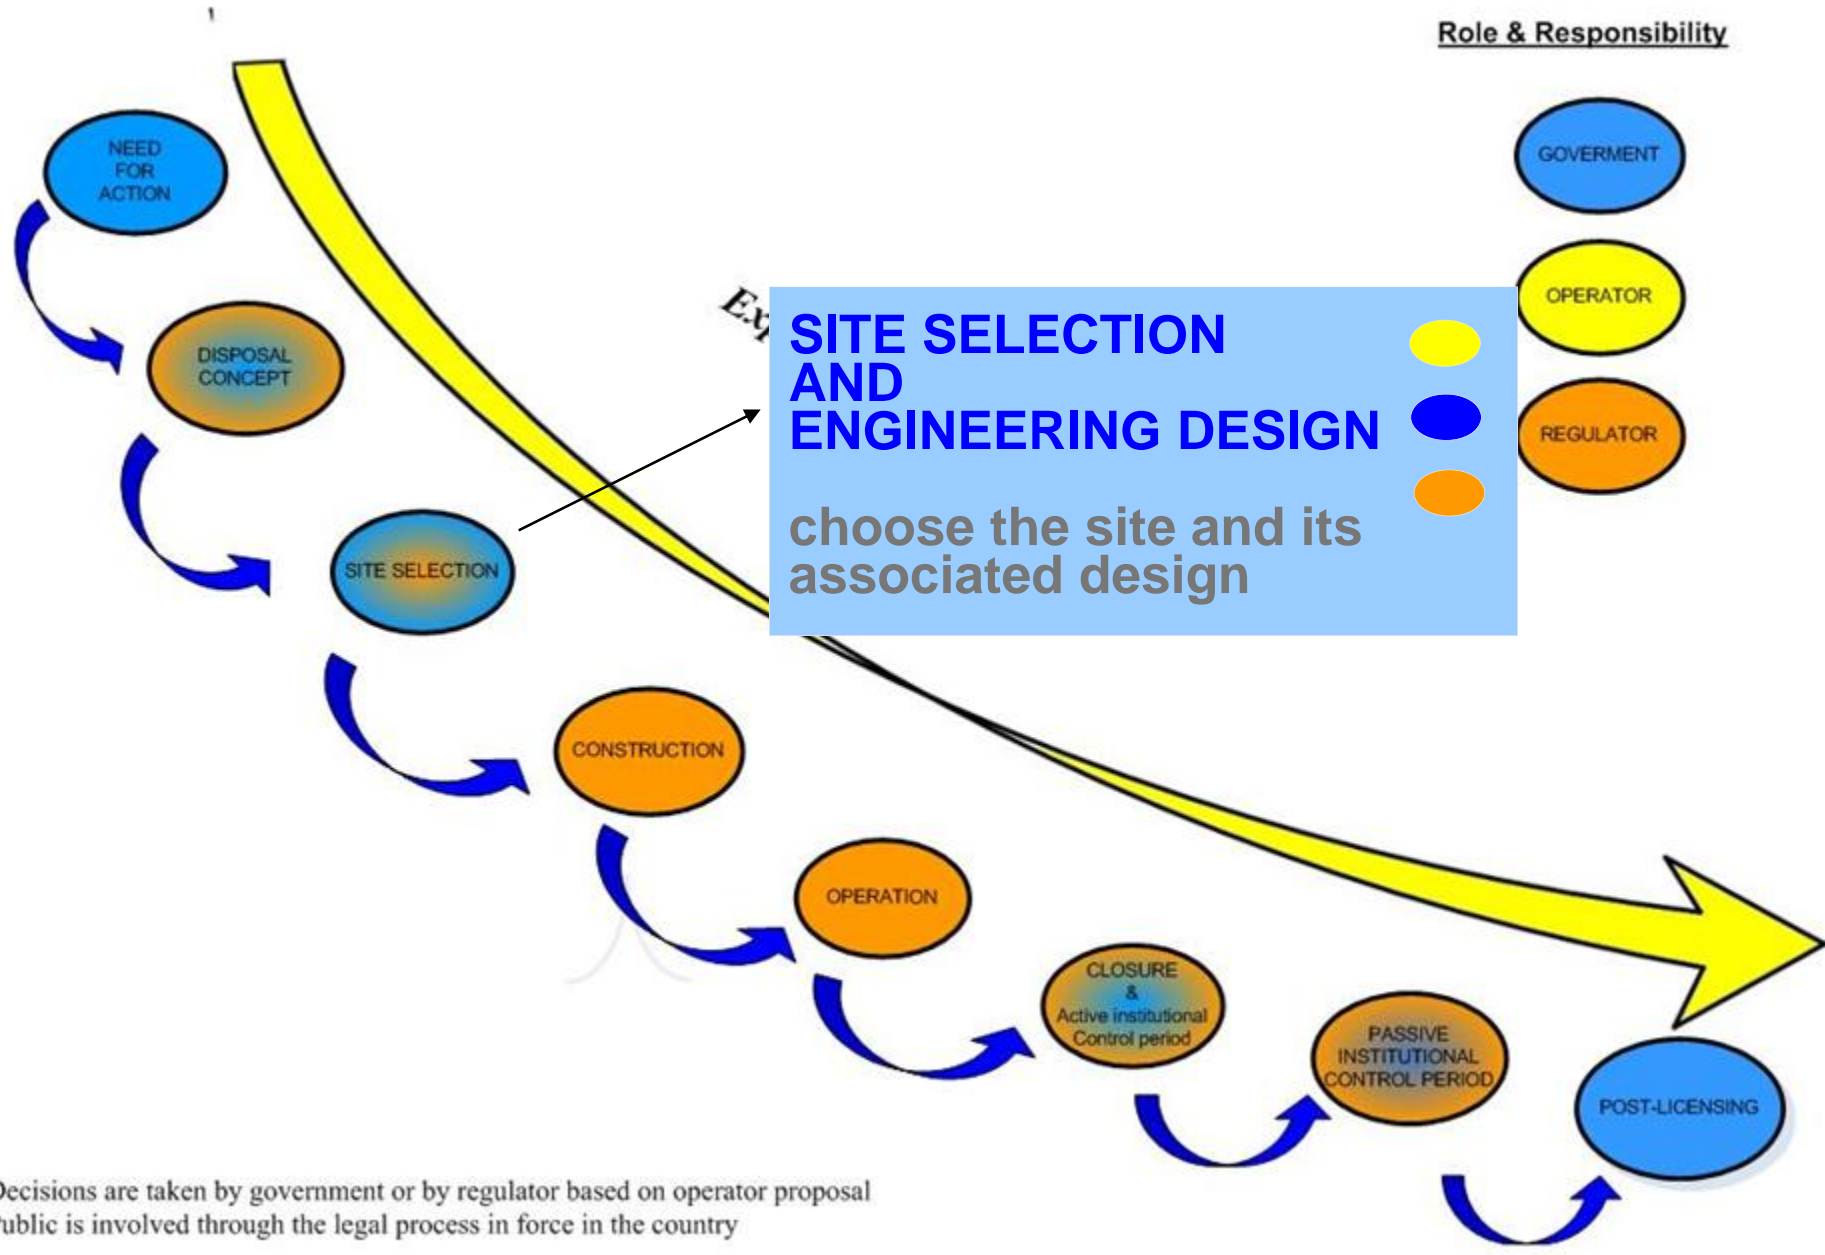 Role & Responsibility
NEED
FOR
ACTION
GOVERMENT
OPERATOR
REGULATOR
DISPOSAL
CONCEPT
SITE SELECTION
AND
ENGINEERING DESIGN
choose the site and its
associated design
SITE SELECTION
CONSTRUCTION
OPERATION
CLOSURE
&
Active institutional
Control period
PASSIVE
INSTITUTIONAL
CONTROL PERIOD
POST-LICENSING
Decisions are taken by government or by regulator based on operator proposal
Public is involved through the legal process in force in the country